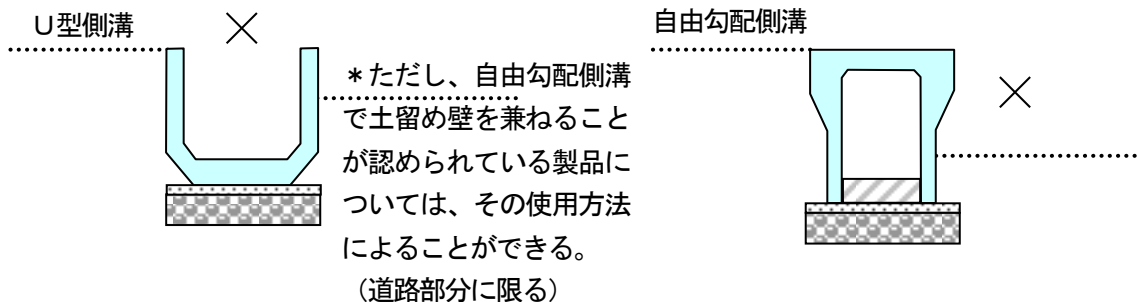 U型側溝
*ただし、自由勾配側溝
で土留め壁を兼ねること
が認められている製品に
ついては、その使用方法
によることができる。
(道路部分に限る)
自由勾配側溝